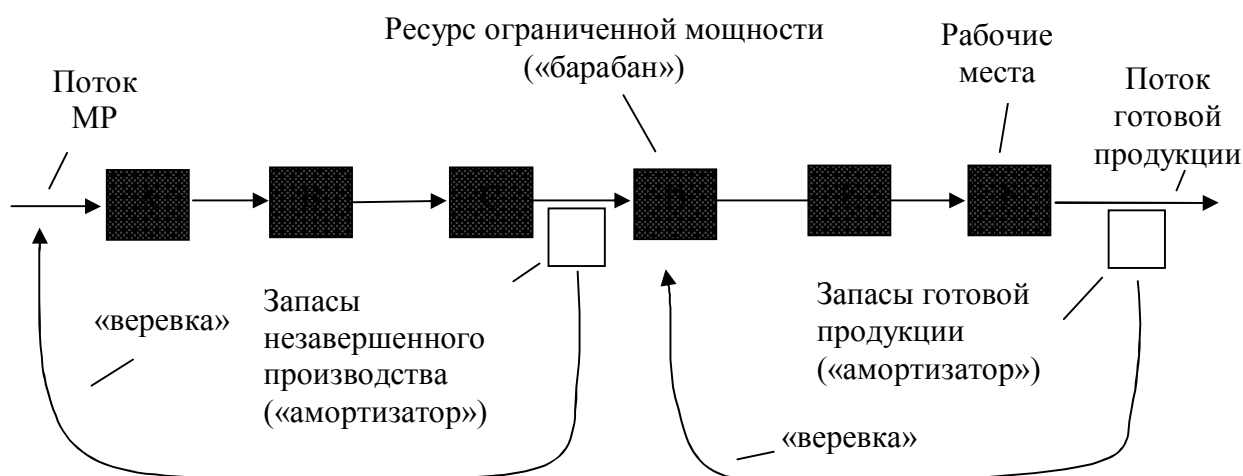 Ресурс ограниченной мощности
(«барабан»)
Рабочие
места
Поток
МР
Поток
готовой
продукции
«веревка»
Запасы
незавершенного
производства
(«амортизатор»)
Запасы готовой
продукции
(«амортизатор»)
«веревка»